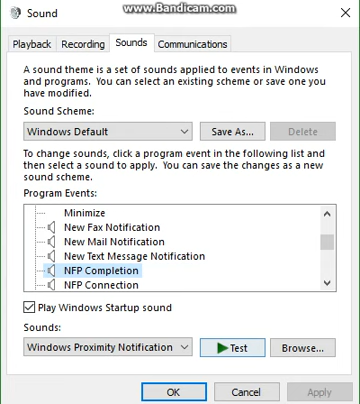 www.Bandicam.com
Sound
Playback Recording Sounds Communications
A sound theme is a set of sounds applied to events in Windows
and programs. You can select an existing scheme or save one you
have modified.
Sound Scheme:
Windows Default Save As... Delete
To change sounds, click a program event in the following list and
then select a sound to apply. You can save the changes as a new
sound scheme.
Program Events:
Minimize
New Fax Notification
New Mail Notification
New Text Message Notification
NFP Completion
NFP Connection
Play Windows Startup sound
Sounds:
Windows Proximity Notification Test Browse...
OK Cancel Apply